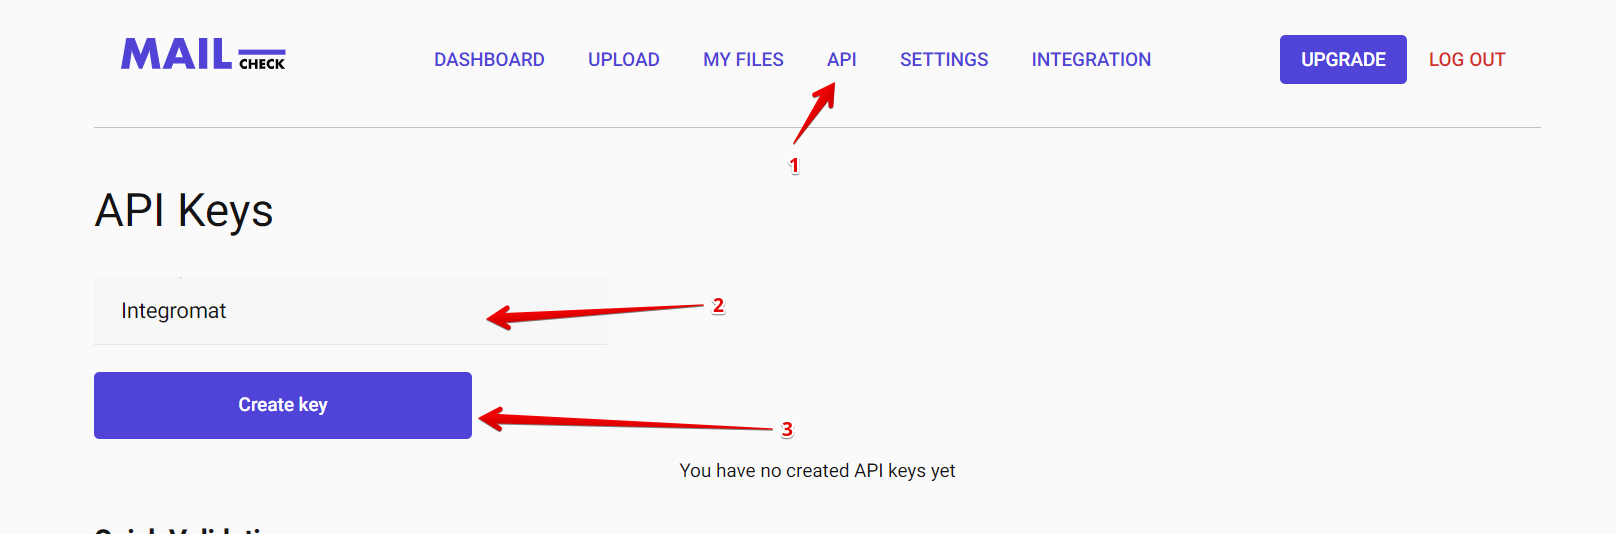 MAIL CHECK
DASHBOARD UPLOAD MY FILES API SETTINGS INTEGRATION UPGRADE LOG OUT
1
API Keys
Integromat
2
Create key
3
You have no created API keys yet